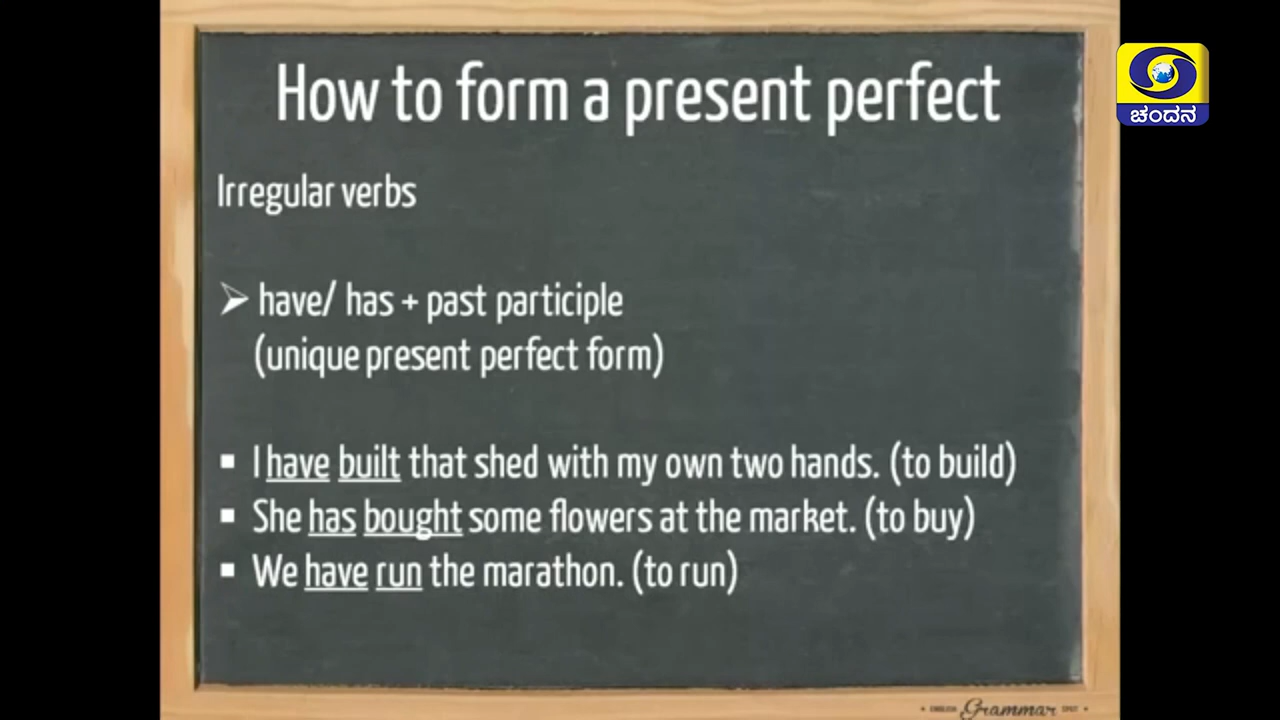 How to form a present perfect
ಚಂದನ
Irregular verbs
➢ have/ has + past participle
(unique present perfect form)
▪ I have built that shed with my own two hands. (to build)
▪ She has bought some flowers at the market. (to buy)
▪ We have run the marathon. (to run)
• ENGLISH Grammar SPOT •